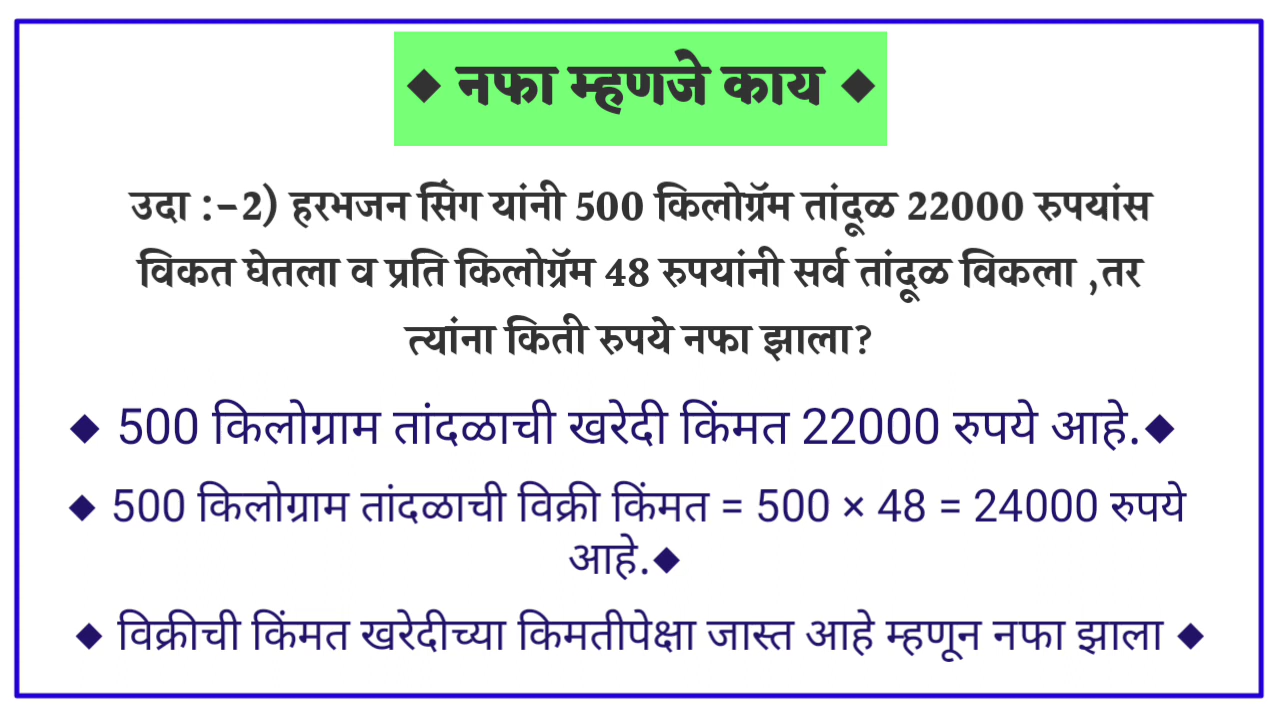 ◆ नफा म्हणजे काय ◆
उदा :-2) हरभजन सिंग यांनी 500 किलोग्रॅम तांदूळ 22000 रुपयांस
विकत घेतला व प्रति किलोग्रॅम 48 रुपयांनी सर्व तांदूळ विकला ,तर
त्यांना किती रुपये नफा झाला?
◆ 500 किलोग्राम तांदळाची खरेदी किंमत 22000 रुपये आहे.◆
◆ 500 किलोग्राम तांदळाची विक्री किंमत = 500 × 48 = 24000 रुपये
आहे.◆
◆ विक्रीची किंमत खरेदीच्या किमतीपेक्षा जास्त आहे म्हणून नफा झाला ◆